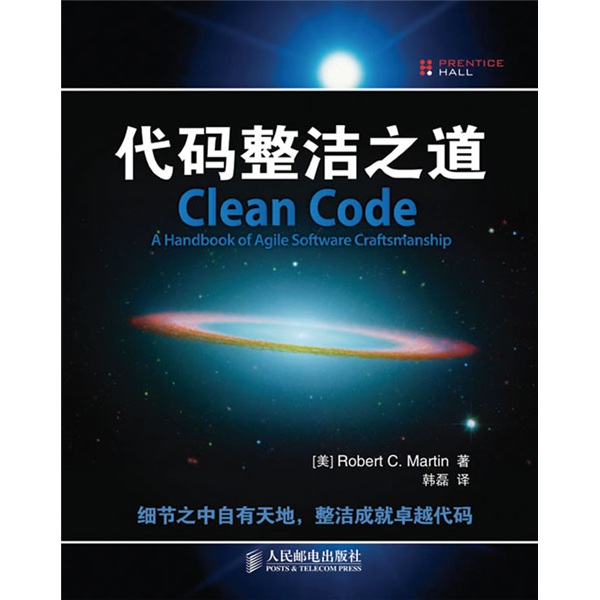 PRENTICE
HALL
代码整洁之道
Clean Code
A Handbook of Agile Software Craftsmanship
[美] Robert C. Martin 著
韩磊 译
细节之中自有天地，整洁成就卓越代码
人民邮电出版社
POSTS & TELECOM PRESS